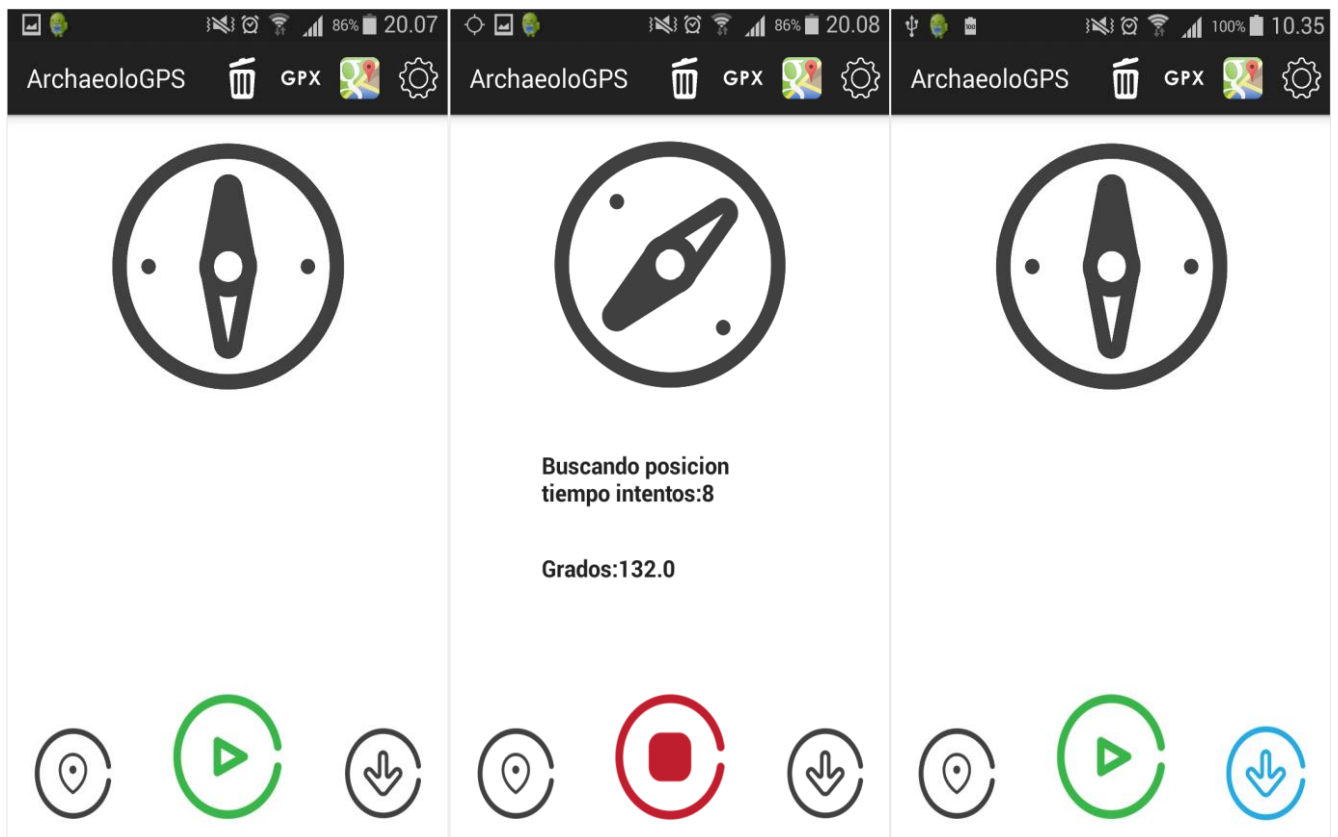 86% 20.07
ArchaeoloGPS GPX
86% 20.08
ArchaeoloGPS GPX
Buscando posicion
tiempo intentos:8
Grados:132.0
100 100% 10.35
ArchaeoloGPS GPX